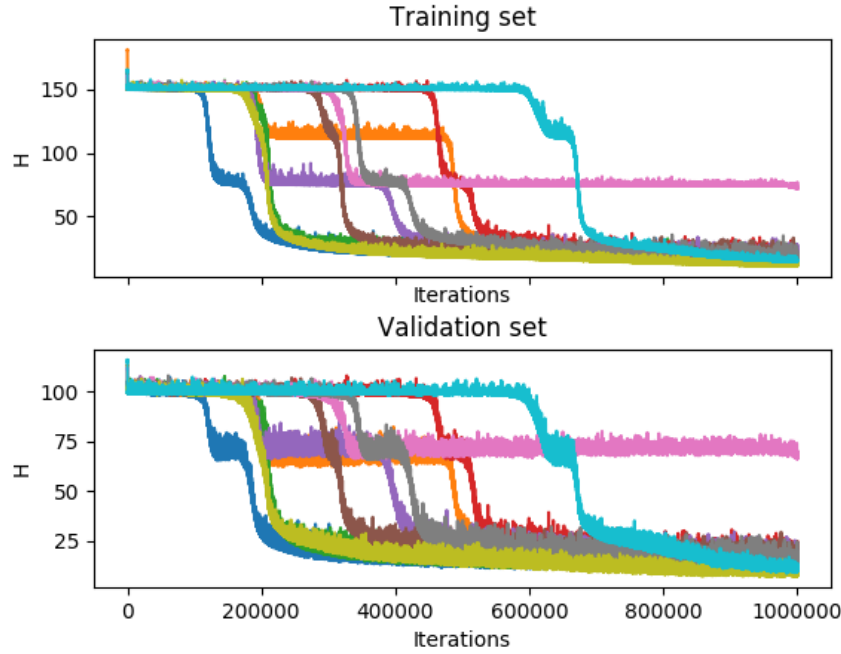 Training set
150
100
50
H
Iterations
Validation set
100
75
50
25
H
0 200000 400000 600000 800000 1000000
Iterations